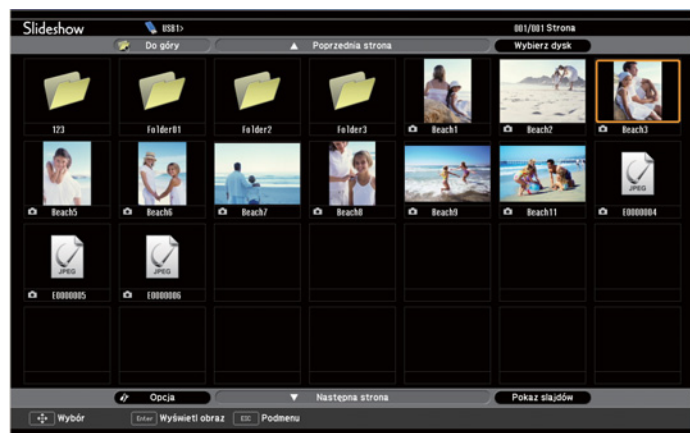 Slideshow USB1> 001/001 Strona
Do góry ▲ Poprzednia strona Wybierz dysk
123 Folder01 Folder2 Folder3 Beach1 Beach2 Beach3
Beach5 Beach6 Beach7 Beach8 Beach9 Beach11 JPEG E0000004
JPEG JPEG
E0000005 E0000006
Opcja ▼ Następna strona Pokaz slajdów
Wybór Enter Wyświetl obraz ESC Podmenu